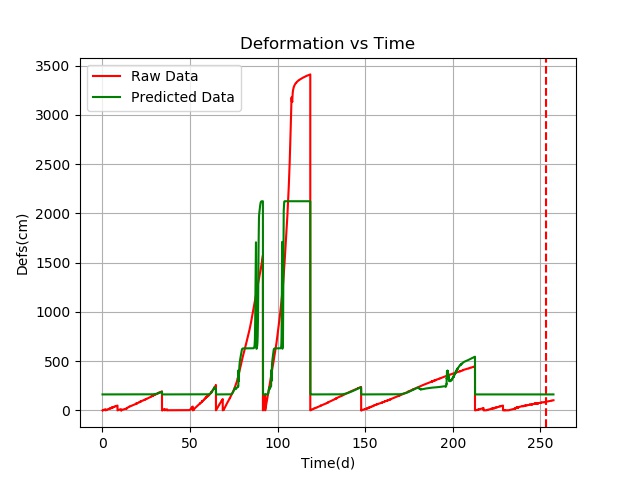 Deformation vs Time
Raw Data
Predicted Data
3500
3000
2500
2000
1500
1000
500
0
Defs(cm)
0 50 100 150 200 250
Time(d)